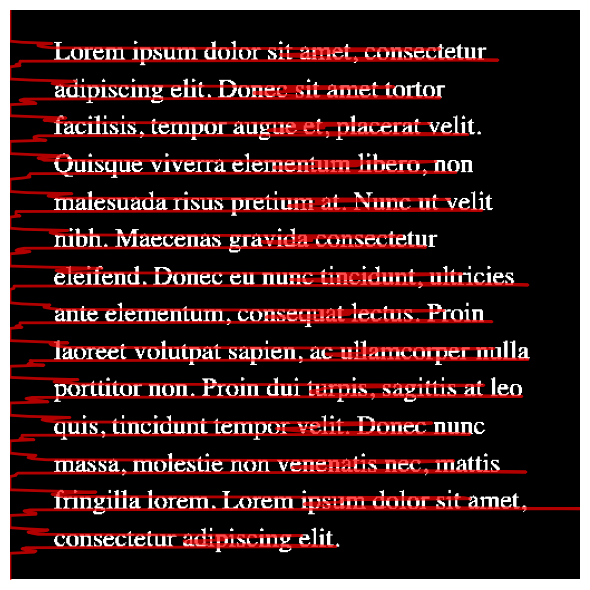 Lorem ipsum dolor sit amet, consectetur
adipiscing elit. Donec sit amet tortor
facilisis, tempor augue et, placerat velit.
Quisque viverra elementum libero, non
malesuada risus pretium at. Nunc ut velit
nibh. Maecenas gravida consectetur
eleifend. Donec eu nunc tincidunt, ultricies
ante elementum, consequat lectus. Proin
laoreet volutpat sapien, ac ullamcorper nulla
porttitor non. Proin dui turpis, sagittis at leo
quis, tincidunt tempor velit. Donec nunc
massa, molestie non venenatis nec, mattis
fringilla lorem. Lorem ipsum dolor sit amet,
consectetur adipiscing elit.